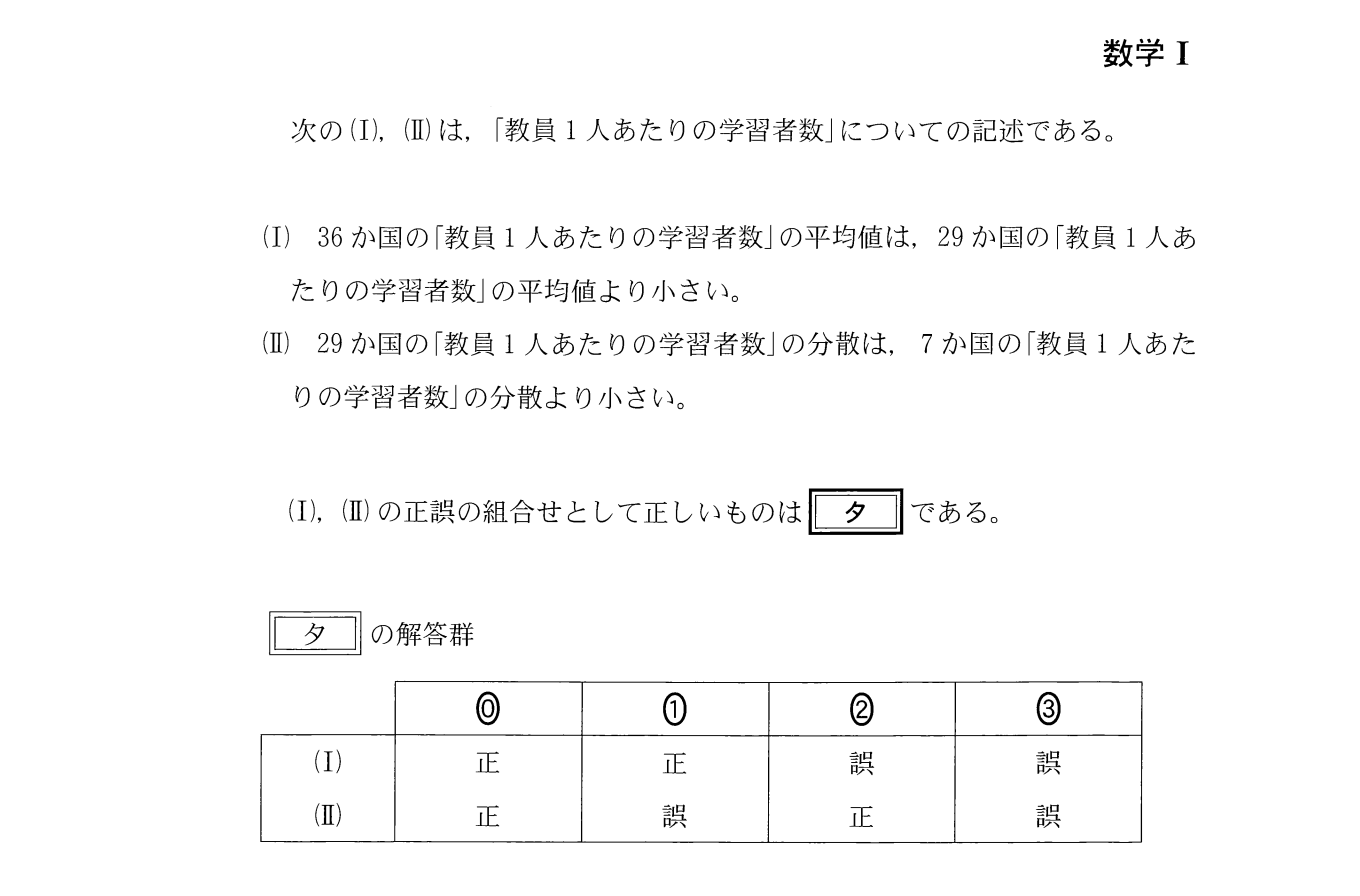 数学Ⅰ
次の(Ⅰ),(Ⅱ)は,「教員1人あたりの学習者数」についての記述である。
(Ⅰ) 36か国の「教員1人あたりの学習者数」の平均値は,29か国の「教員1人あ
たりの学習者数」の平均値より小さい。
(Ⅱ) 29か国の「教員1人あたりの学習者数」の分散は,7か国の「教員1人あた
りの学習者数」の分散より小さい。
(Ⅰ),(Ⅱ)の正誤の組合せとして正しいものは タ である。
タ の解答群
⓪ ① ② ③
(Ⅰ) 正 正 誤 誤
(Ⅱ) 正 誤 正 誤